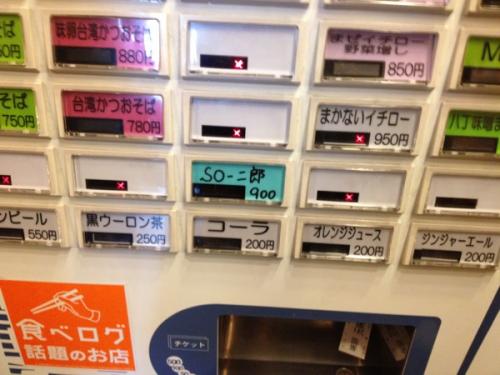 味卵台湾かつおそば
880円
まぜイチロー
野菜増し
850円
M
そば
750円
台湾かつおそば
780円
まかないイチロー
950円
八丁味噌
SO-二郎
900
ンビール
550円
黒ウーロン茶
250円
コーラ
200円
オレンジジュース
200円
ジンジャーエール
200円
食べログ
話題のお店
チケット